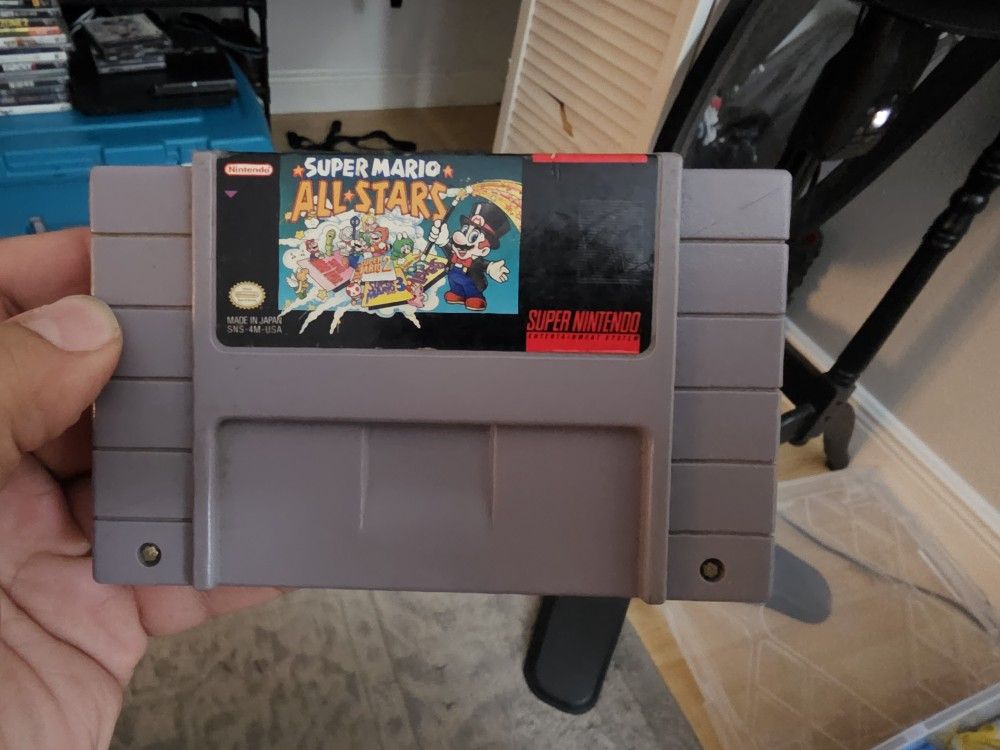 Nintendo
SUPER MARIO
ALL★STARS
MADE IN JAPAN
SNS-4M-USA
SUPER NINTENDO
ENTERTAINMENT SYSTEM